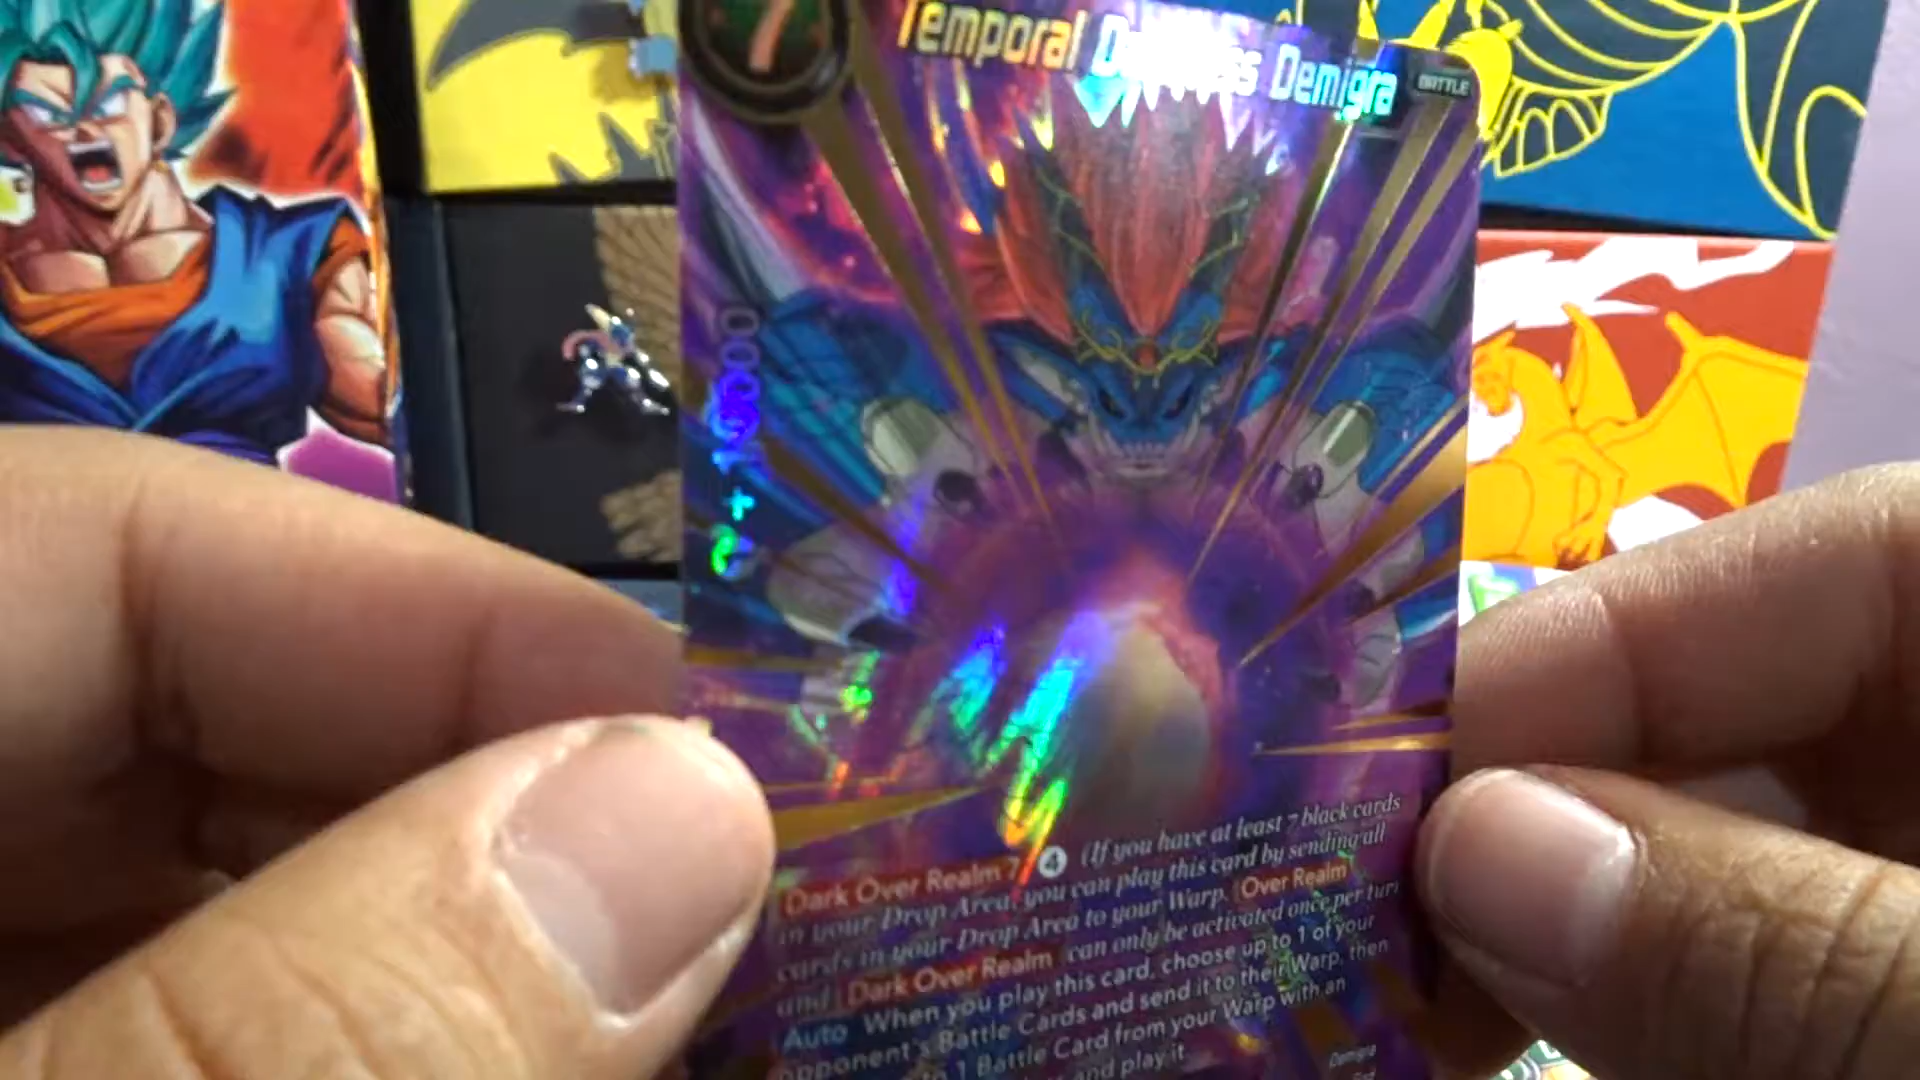 7
Temporal Darkness Demigra
BATTLE
Dark Over Realm 7 4 (If you have at least 7 black cards
in your Drop Area, you can play this card by sending all
cards in your Drop Area to your Warp. Over Realm
and Dark Over Realm can only be activated once per turn
Auto When you play this card, choose up to 1 of your
opponent's Battle Cards and send it to their Warp, then
1 Battle Card from your Warp with an
and play it
Demigra